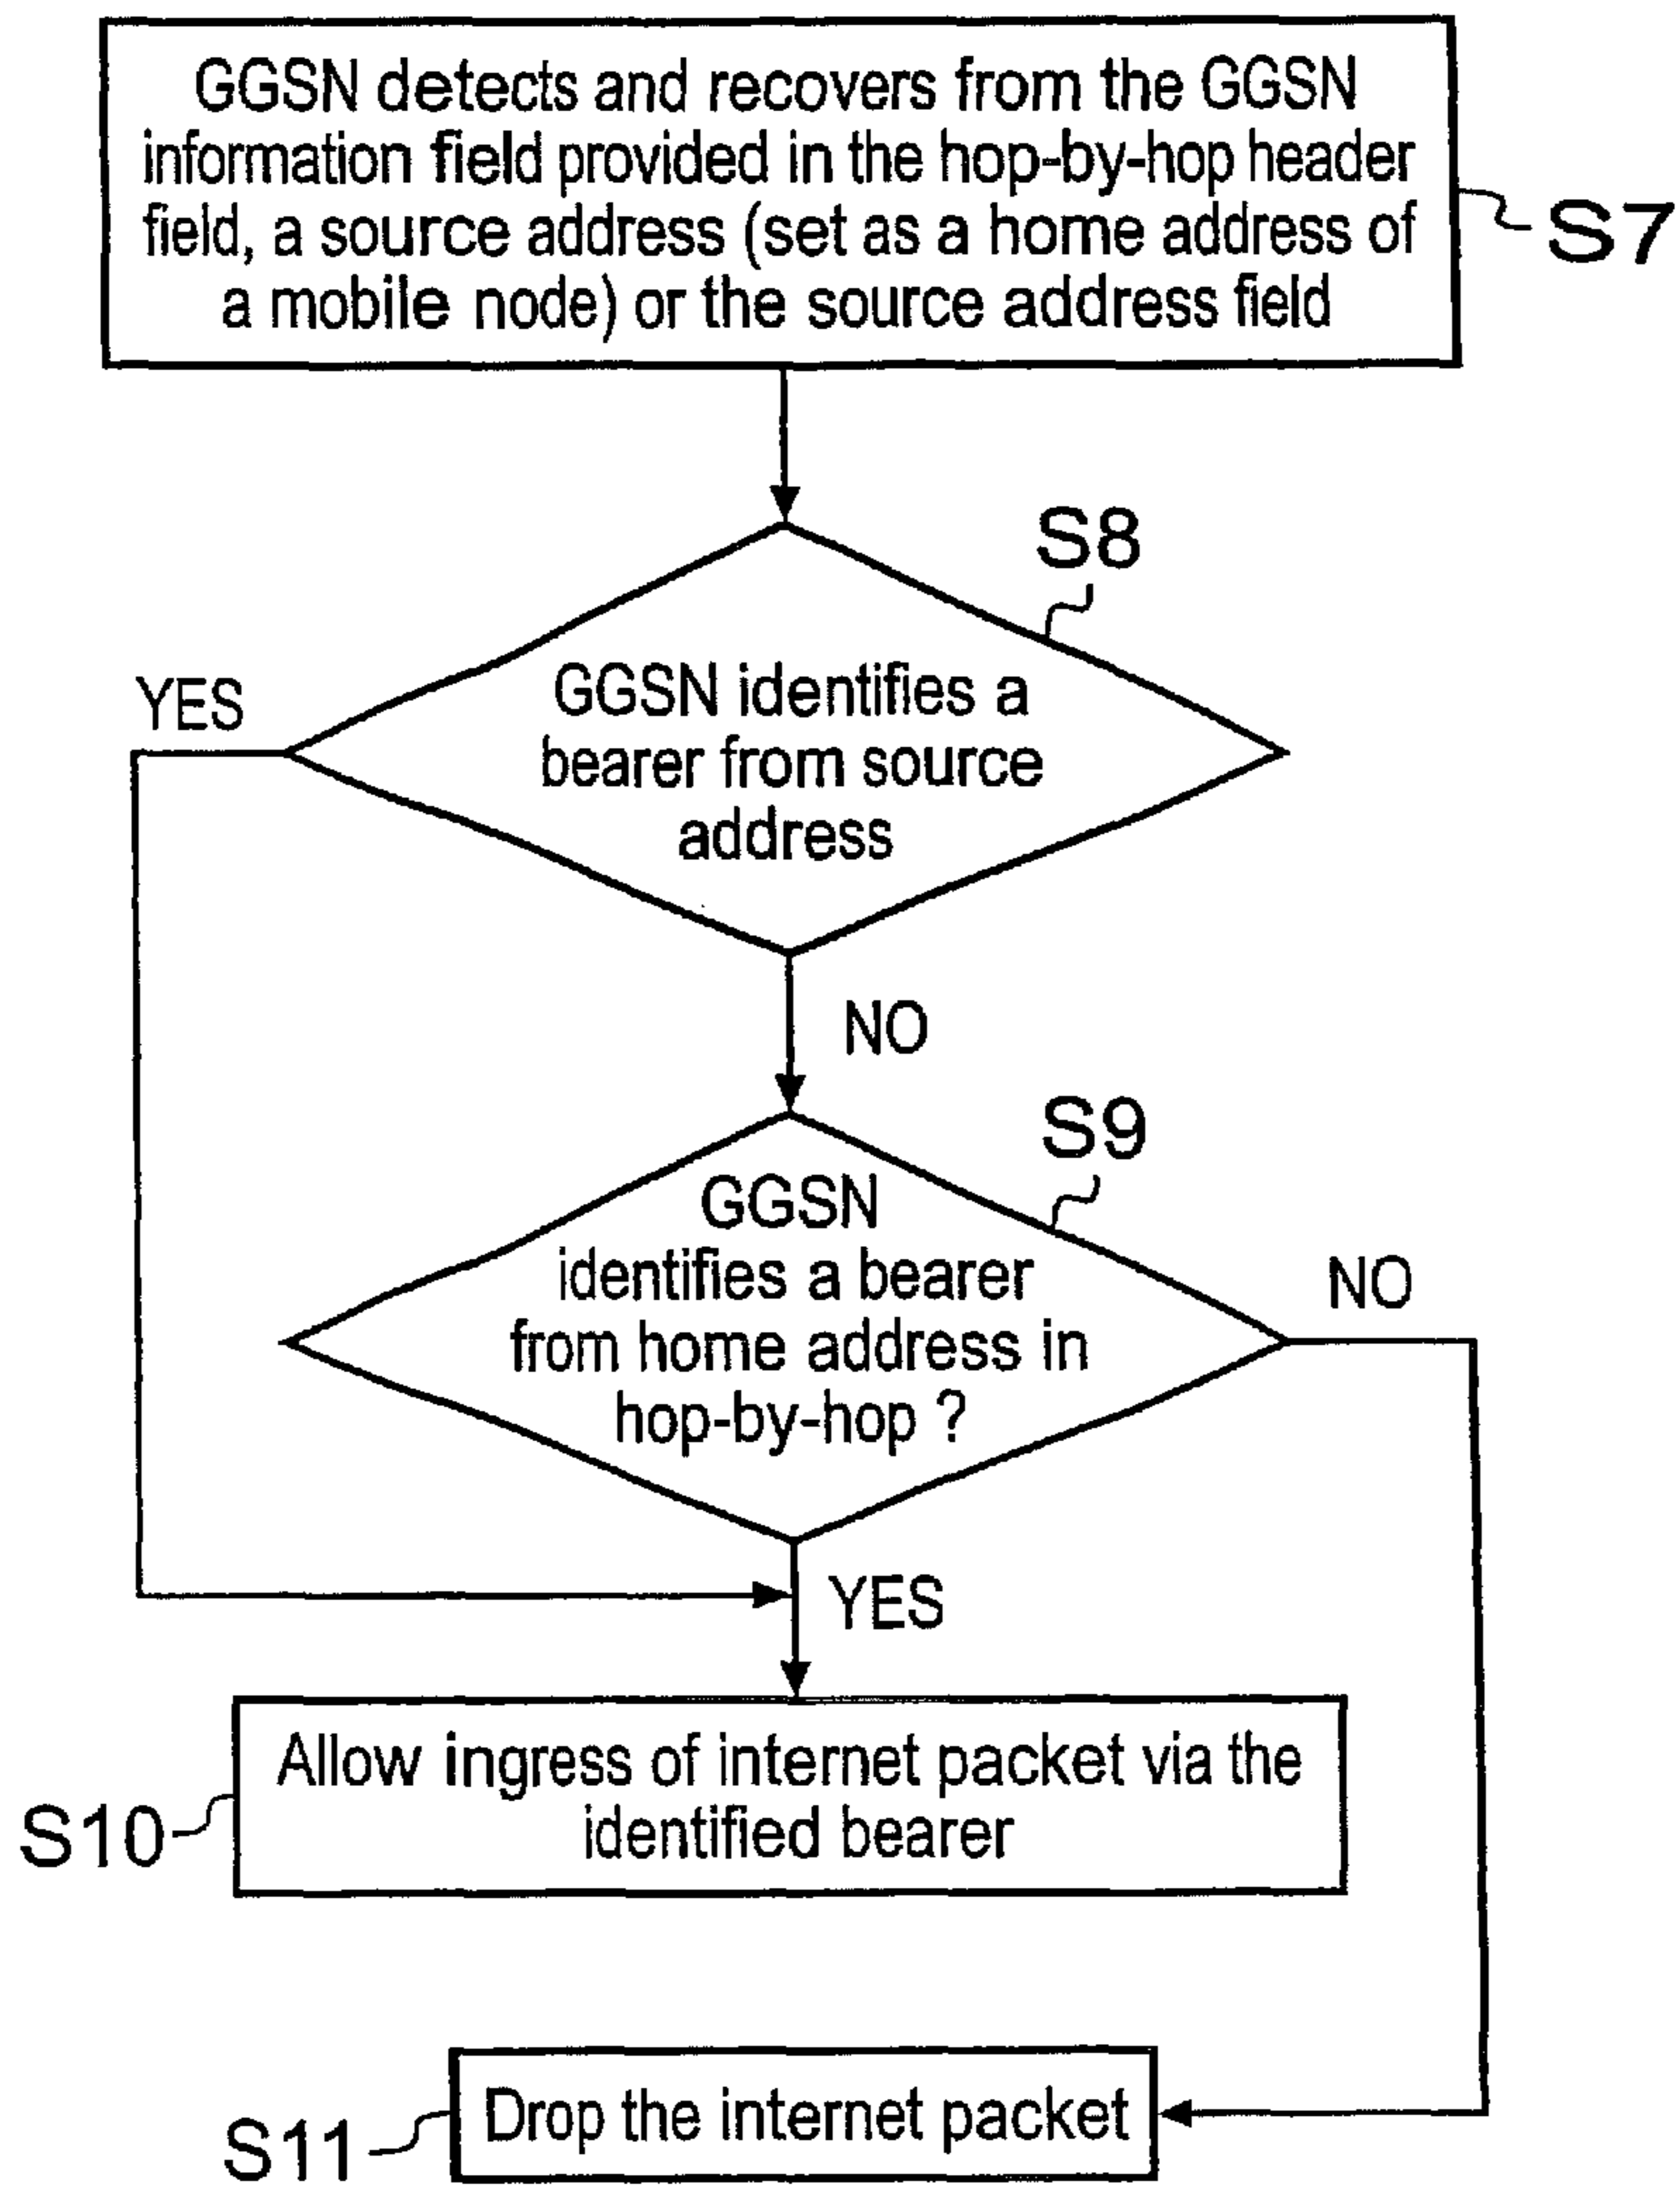 GGSN detects and recovers from the GGSN
information field provided in the hop-by-hop header
field, a source address (set as a home address of
a mobile node) or the source address field
S7
S8
YES
GGSN identifies a
bearer from source
address
NO
S9
GGSN
identifies a bearer
from home address in
hop-by-hop ?
NO
YES
Allow ingress of internet packet via the
identified bearer
S10
Drop the internet packet
S11